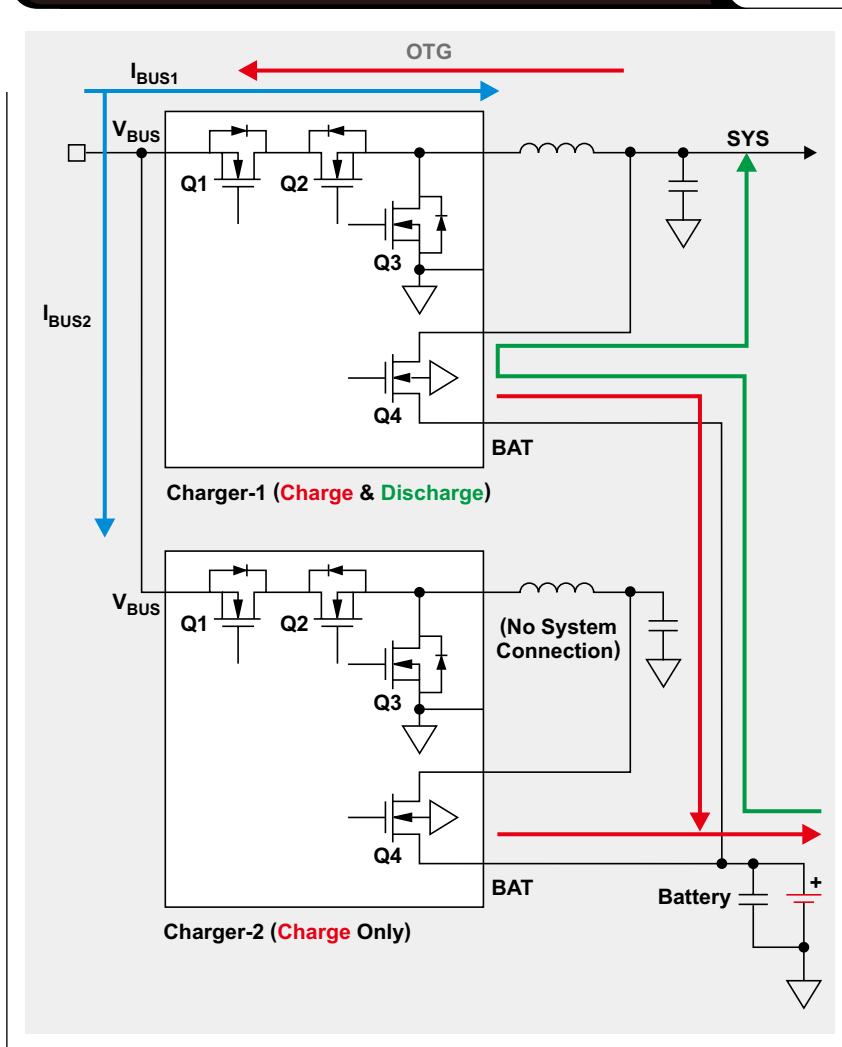 OTG
IBUS1
VBUS
SYS
Q1
Q2
Q3
IBUS2
Q4
BAT
Charger-1 (Charge & Discharge)
VBUS
Q1
Q2
(No System
Connection)
Q3
Q4
BAT
Battery
+
Charger-2 (Charge Only)